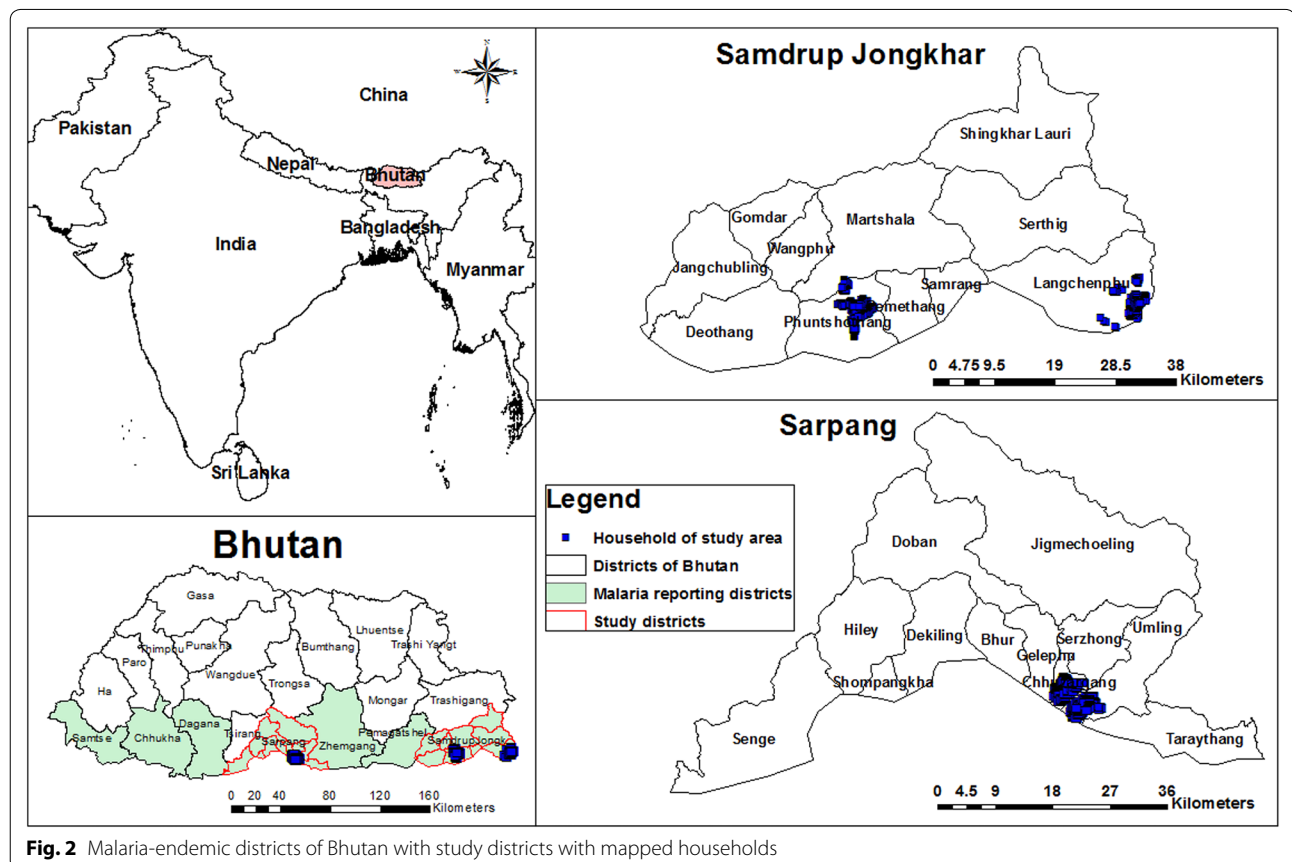 China
Pakistan
Nepal
Bhutan
Bangladesh
India
Myanmar
Sri Lanka
Samdrup Jongkhar
Shingkhar Lauri
Gomdar
Martshala
Serthig
Wangphu
Jangchubling
Samrang
Langchenphu
Deothang
0 4.75 9.5 19 28.5 38
Kilometers
Bhutan
Gasa
Lhuentse
Punakha
Thimpou
Bumthang
Trashi Yangt
Paro
Wangdue
Ha
Trongsa
Mongar
Trashigang
Dagana
Tsirang
Samtse
Chhukha
Sarpang
Zhemgang
Pemagatshel
SamdrupJongk
0 20 40 80 120 160
Kilometers
Legend
Household of study area
Districts of Bhutan
Malaria reporting districts
Study districts
Sarpang
Doban
Jigmechoeling
Hiley
Dekiling
Bhur
Serzhong
Umling
Gelephu
Shompangkha
Senge
Taraythang
0 4.5 9 18 27 36
Kilometers
Fig. 2 Malaria-endemic districts of Bhutan with study districts with mapped households